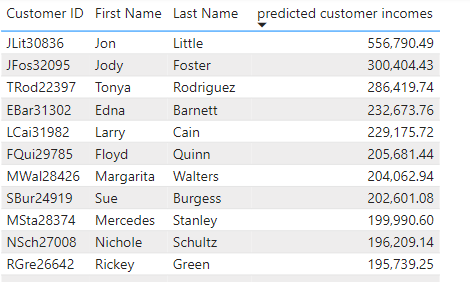 Customer ID First Name Last Name predicted customer incomes
JLit30836 Jon Little 556,790.49
JFos32095 Jody Foster 300,404.43
TRod22397 Tonya Rodriguez 286,419.74
EBar31302 Edna Barnett 232,673.76
LCai31982 Larry Cain 229,175.72
FQui29785 Floyd Quinn 205,681.44
MWal28426 Margarita Walters 204,062.94
SBur24919 Sue Burgess 202,601.08
MSta28374 Mercedes Stanley 199,990.60
NSch27008 Nichole Schultz 196,209.14
RGre26642 Rickey Green 195,739.25